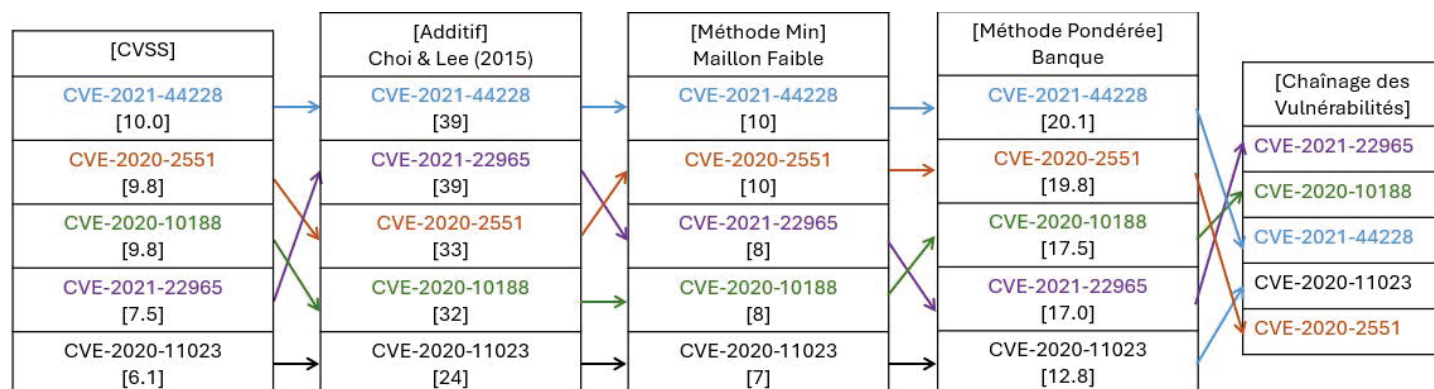 [CVSS]
CVE-2021-44228
[10.0]
CVE-2020-2551
[9.8]
CVE-2020-10188
[9.8]
CVE-2021-22965
[7.5]
CVE-2020-11023
[6.1]
[Additif]
Choi & Lee (2015)
CVE-2021-44228
[39]
CVE-2021-22965
[39]
CVE-2020-2551
[33]
CVE-2020-10188
[32]
CVE-2020-11023
[24]
[Méthode Min]
Maillon Faible
CVE-2021-44228
[10]
CVE-2020-2551
[10]
CVE-2021-22965
[8]
CVE-2020-10188
[8]
CVE-2020-11023
[7]
[Méthode Pondérée]
Banque
CVE-2021-44228
[20.1]
CVE-2020-2551
[19.8]
CVE-2020-10188
[17.5]
CVE-2021-22965
[17.0]
CVE-2020-11023
[12.8]
[Chaînage des
Vulnérabilités]
CVE-2021-22965
CVE-2020-10188
CVE-2021-44228
CVE-2020-11023
CVE-2020-2551